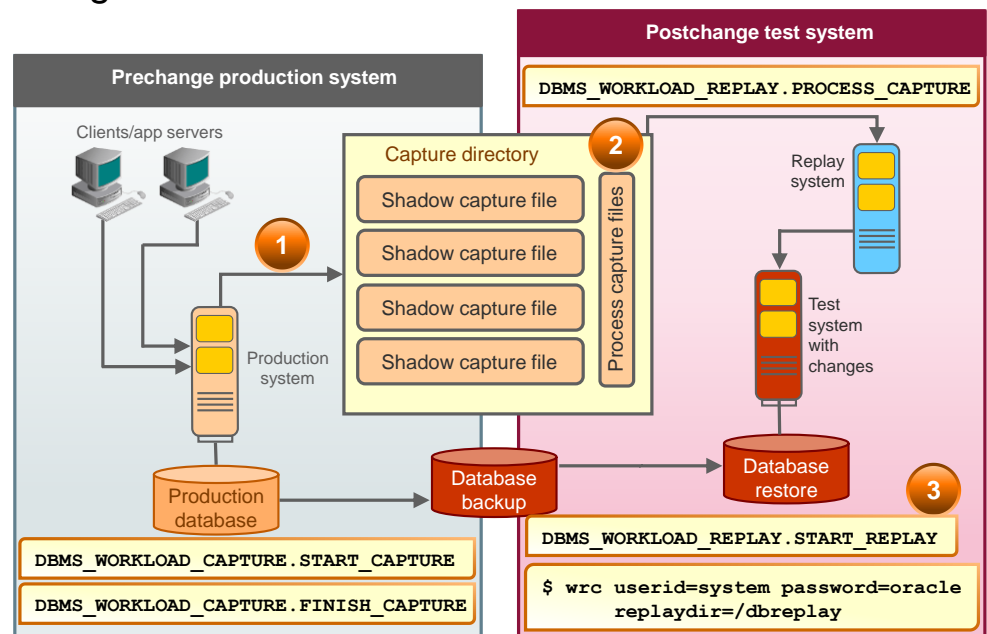 Postchange test system
Prechange production system
DBMS_WORKLOAD_REPLAY.PROCESS_CAPTURE
Clients/app servers
Capture directory
2
Shadow capture file
Shadow capture file
Shadow capture file
Shadow capture file
Process capture files
Replay
system
1
Production
system
Test
system
with
changes
Production
database
Database
backup
Database
restore
3
DBMS_WORKLOAD_CAPTURE.START_CAPTURE
DBMS_WORKLOAD_CAPTURE.FINISH_CAPTURE
DBMS_WORKLOAD_REPLAY.START_REPLAY
$ wrc userid=system password=oracle
replaydir=/dbreplay